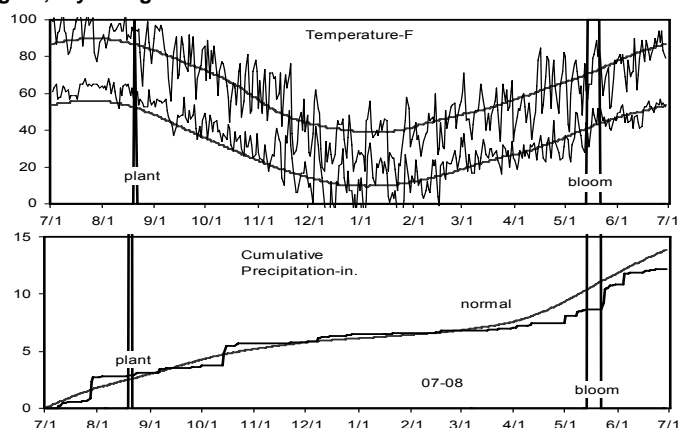 100
Temperature-F
80
60
40
20
plant
bloom
0
7/1 8/1 9/1 10/1 11/1 12/1 1/1 2/1 3/1 4/1 5/1 6/1 7/1
15
Cumulative
Precipitation-in.
normal
10
5
plant
07-08
bloom
0
7/1 8/1 9/1 10/1 11/1 12/1 1/1 2/1 3/1 4/1 5/1 6/1 7/1